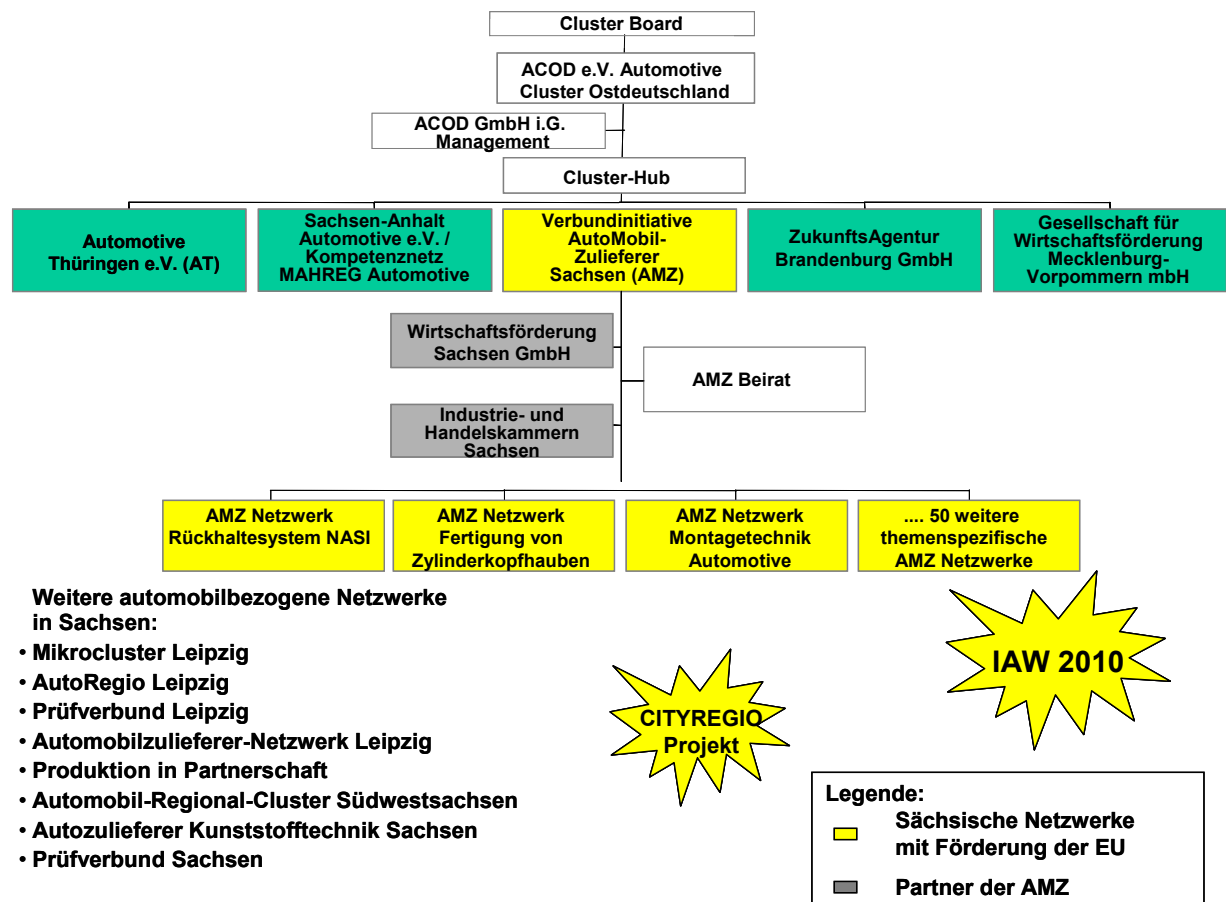 Cluster Board
ACOD e.V. Automotive
Cluster Ostdeutschland
ACOD GmbH i.G.
Management
Cluster-Hub
Automotive
Thüringen e.V. (AT)
Sachsen-Anhalt
Automotive e.V. /
Kompetenznetz
MAHREG Automotive
Verbundinitiative
AutoMobil-
Zulieferer
Sachsen (AMZ)
ZukunftsAgentur
Brandenburg GmbH
Gesellschaft für
Wirtschaftsförderung
Mecklenburg-
Vorpommern mbH
Wirtschaftsförderung
Sachsen GmbH
AMZ Beirat
Industrie- und
Handelskammern
Sachsen
AMZ Netzwerk
Rückhaltesystem NASI
AMZ Netzwerk
Fertigung von
Zylinderkopfhauben
AMZ Netzwerk
Montagetechnik
Automotive
.... 50 weitere
themenspezifische
AMZ Netzwerke
Weitere automobilbezogene Netzwerke
in Sachsen:
• Mikrocluster Leipzig
• AutoRegio Leipzig
• Prüfverbund Leipzig
• Automobilzulieferer-Netzwerk Leipzig
• Produktion in Partnerschaft
• Automobil-Regional-Cluster Südwestsachsen
• Autozulieferer Kunststofftechnik Sachsen
• Prüfverbund Sachsen
CITYREGIO
Projekt
IAW 2010
Legende:
Sächsische Netzwerke
mit Förderung der EU
Partner der AMZ